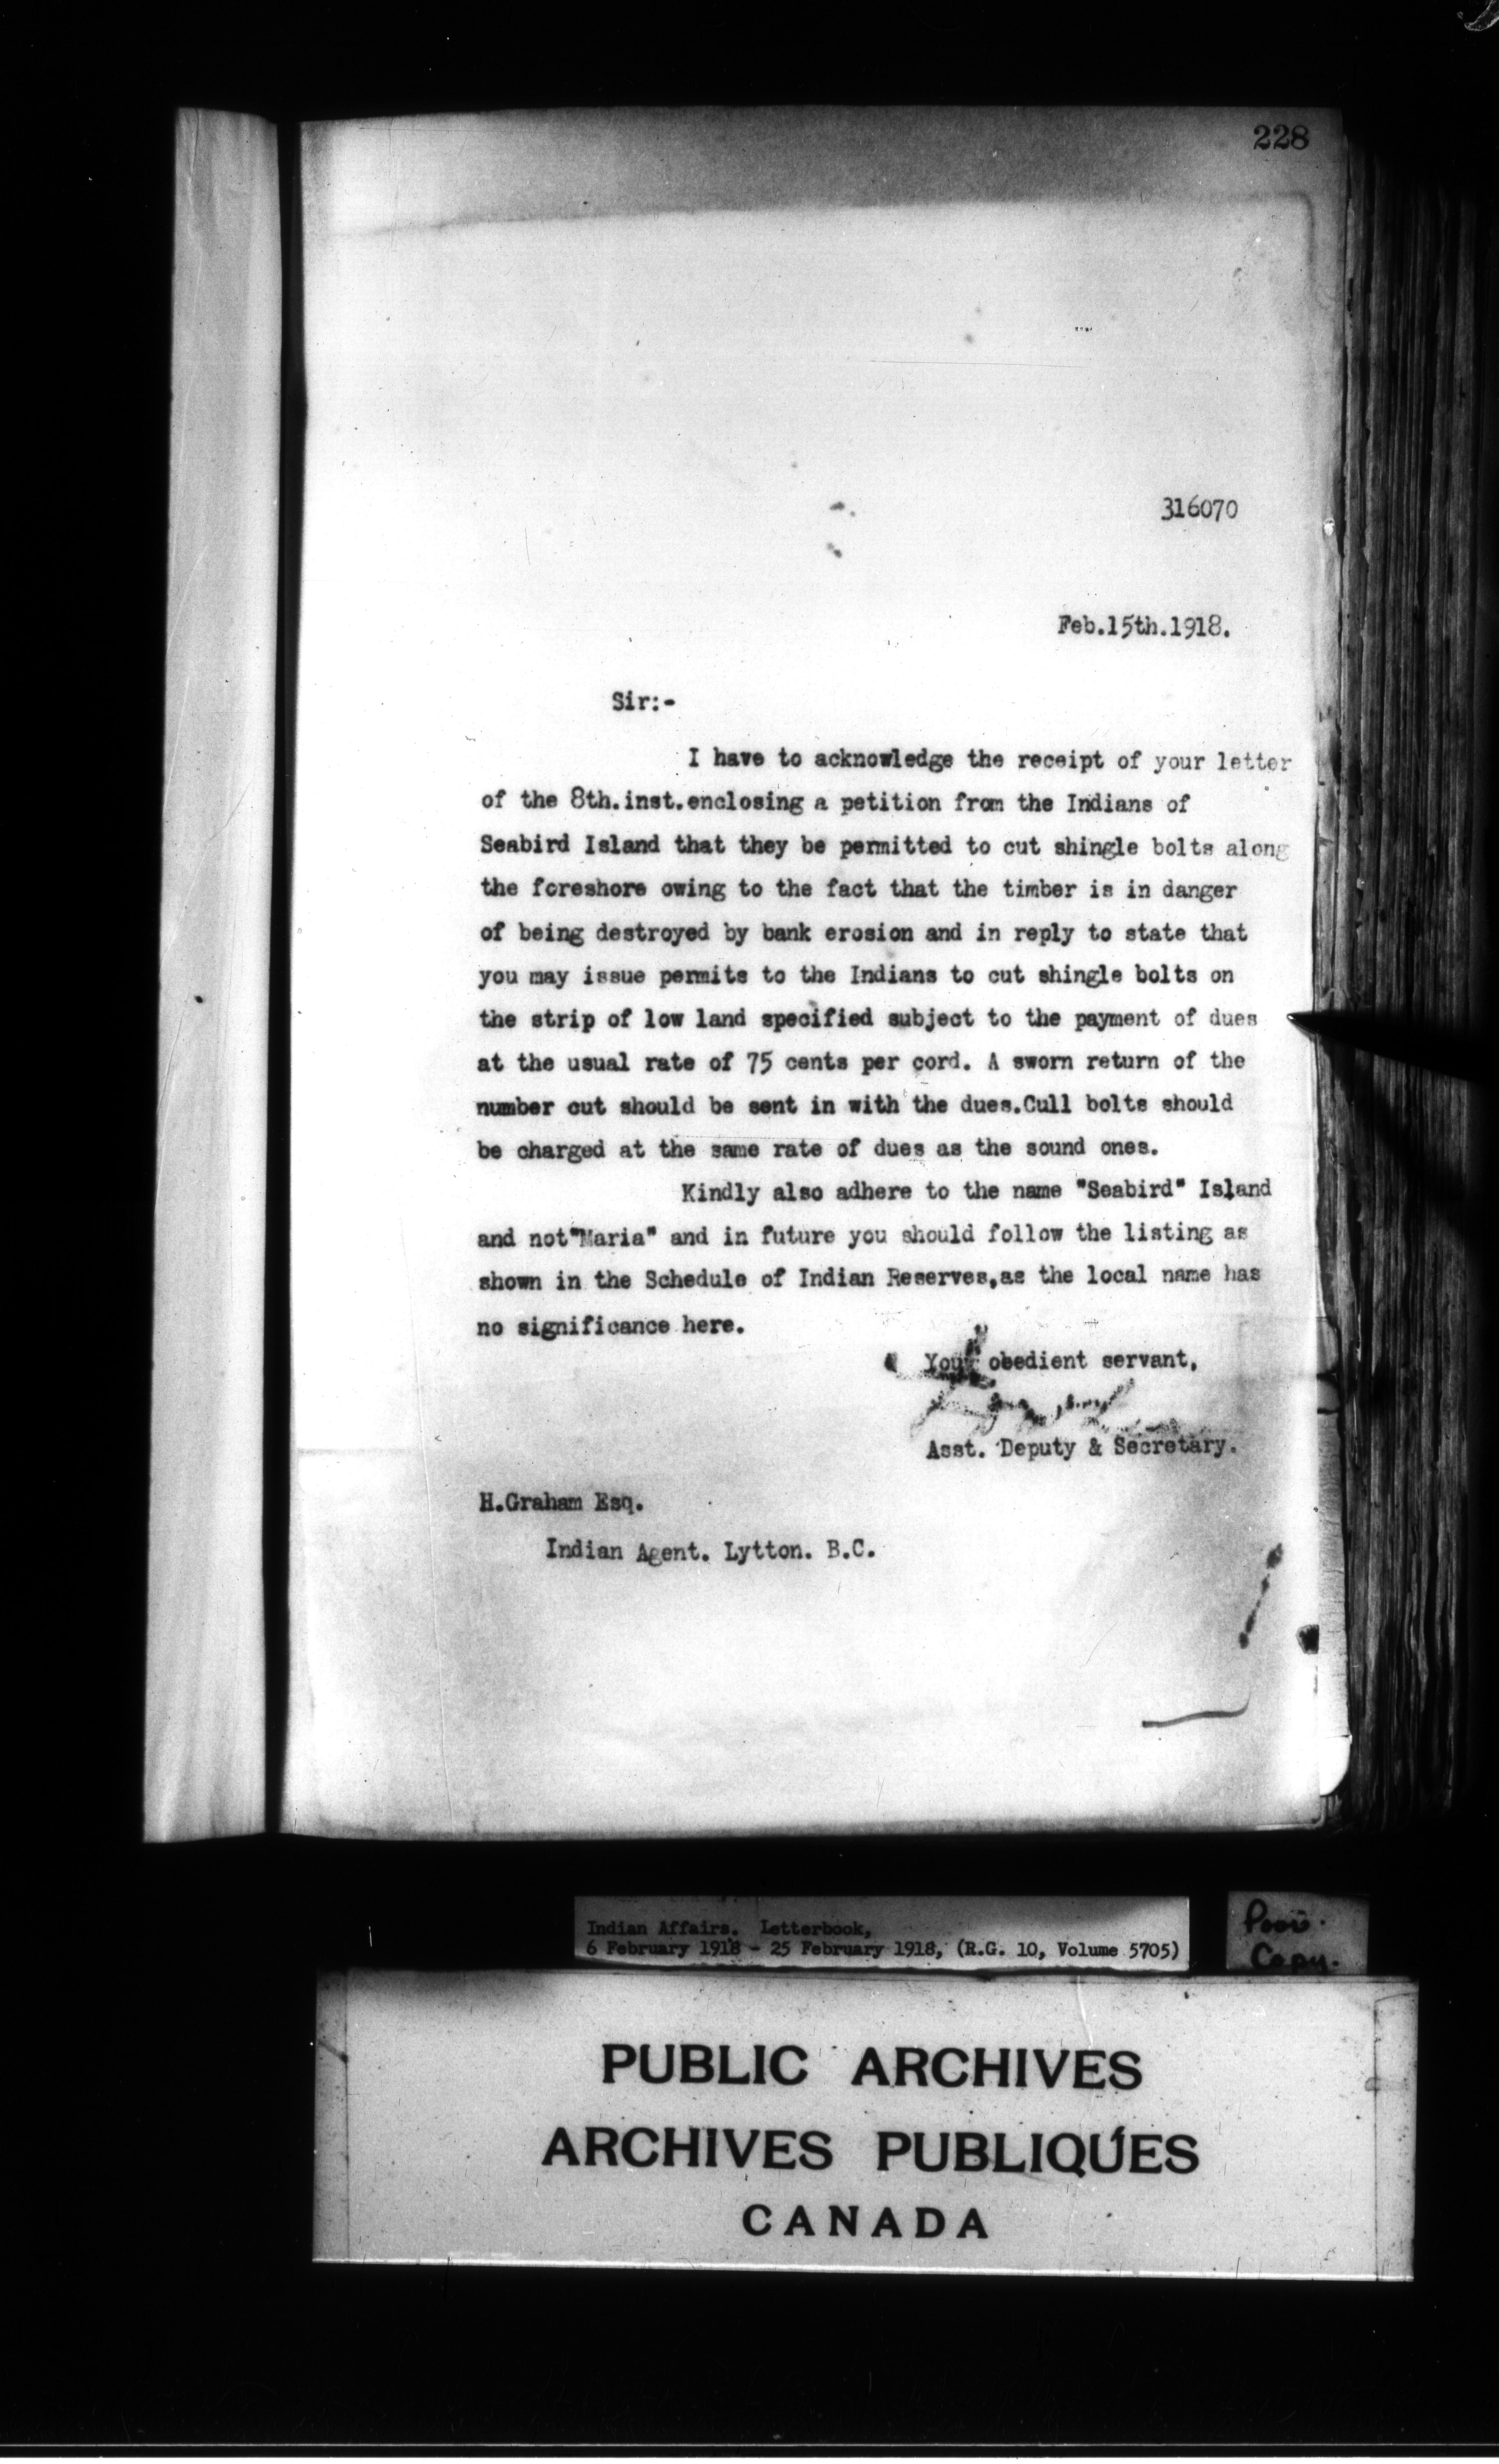 228
316070
Feb.15th.1918.
Sir:-
I have to acknowledge the receipt of your letter
of the 8th.inst.enclosing a petition from the Indians of
Seabird Island that they be permitted to cut shingle bolts along
the foreshore owing to the fact that the timber is in danger
of being destroyed by bank erosion and in reply to state that
you may issue permits to the Indians to cut shingle bolts on
the strip of low land specified subject to the payment of dues
at the usual rate of 75 cents per cord. A sworn return of the
number cut should be sent in with the dues.Cull bolts should
be charged at the same rate of dues as the sound ones.
Kindly also adhere to the name "Seabird" Island
and not"Maria" and in future you should follow the listing as
shown in the Schedule of Indian Reserves,as the local name has
no significance here.
Your obedient servant,
Asst. Deputy & Secretary.
H.Graham Esq.
Indian Agent. Lytton. B.C.
Indian Affairs. Letterbook,
6 February 1918 - 25 February 1918, (R.G. 10, Volume 5705)
Poor
Copy.
PUBLIC ARCHIVES
ARCHIVES PUBLIQUES
CANADA